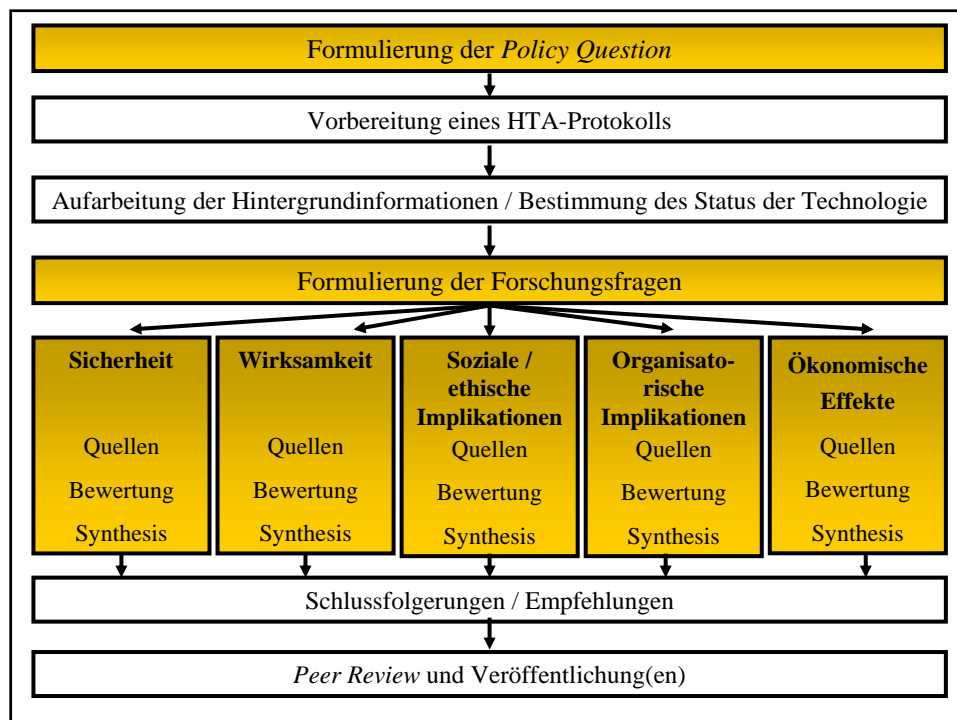 Formulierung der Policy Question
Vorbereitung eines HTA-Protokolls
Aufarbeitung der Hintergrundinformationen / Bestimmung des Status der Technologie
Formulierung der Forschungsfragen
Sicherheit
Quellen
Bewertung
Synthesis
Wirksamkeit
Quellen
Bewertung
Synthesis
Soziale /
ethische
Implikationen
Quellen
Bewertung
Synthesis
Organisato-
rische
Implikationen
Quellen
Bewertung
Synthesis
Ökonomische
Effekte
Quellen
Bewertung
Synthesis
Schlussfolgerungen / Empfehlungen
Peer Review und Veröffentlichung(en)